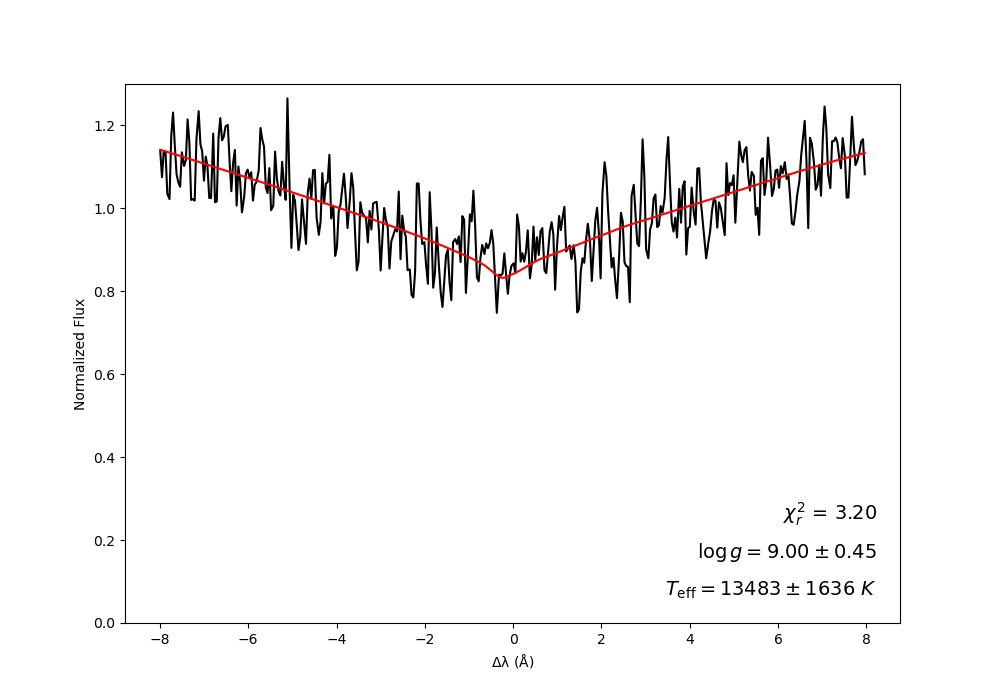 Normalized Flux
1.2
1.0
0.8
0.6
0.4
0.2
0.0
χ²ᵣ = 3.20
log g = 9.00 ± 0.45
T_eff = 13483 ± 1636 K
−8 −6 −4 −2 0 2 4 6 8
Δλ (Å)